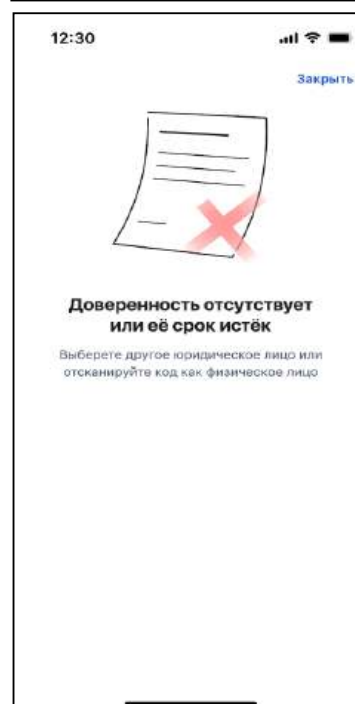 12:30
Закрыть
Доверенность отсутствует
или её срок истёк
Выберете другое юридическое лицо или
отсканируйте код как физическое лицо